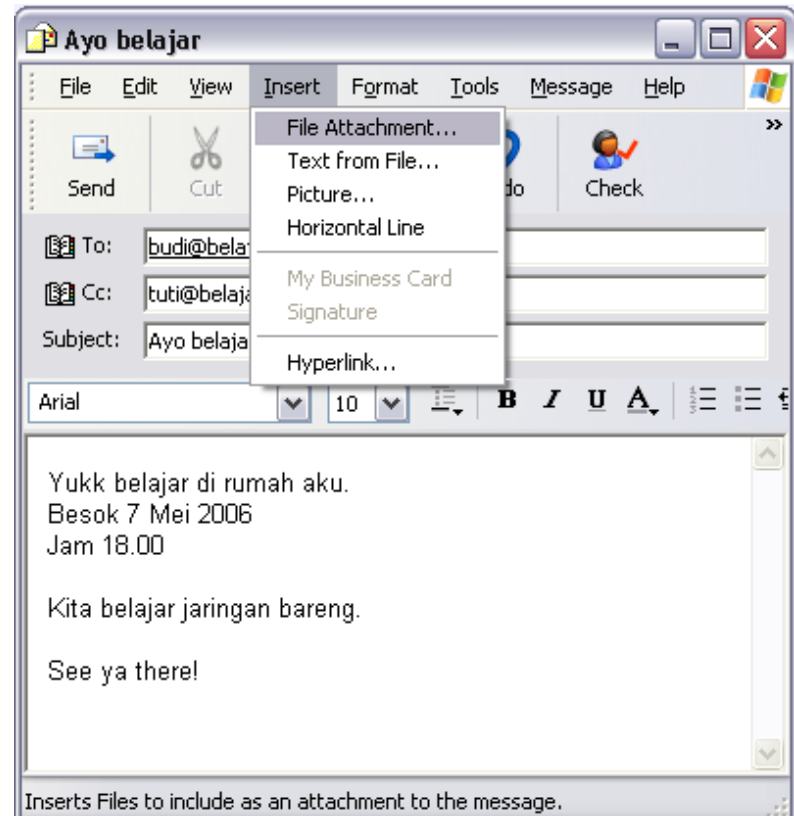 Ayo belajar
File Edit View Insert Format Tools Message Help
File Attachment...
Text from File...
Picture...
Horizontal Line
My Business Card
Signature
Hyperlink...
Send Cut Check
To:
Cc:
Subject: Ayo
Arial 10 B I U A
Yukk belajar di rumah aku.
Besok 7 Mei 2006
Jam 18.00
Kita belajar jaringan bareng.
See ya there!
Inserts Files to include as an attachment to the message.